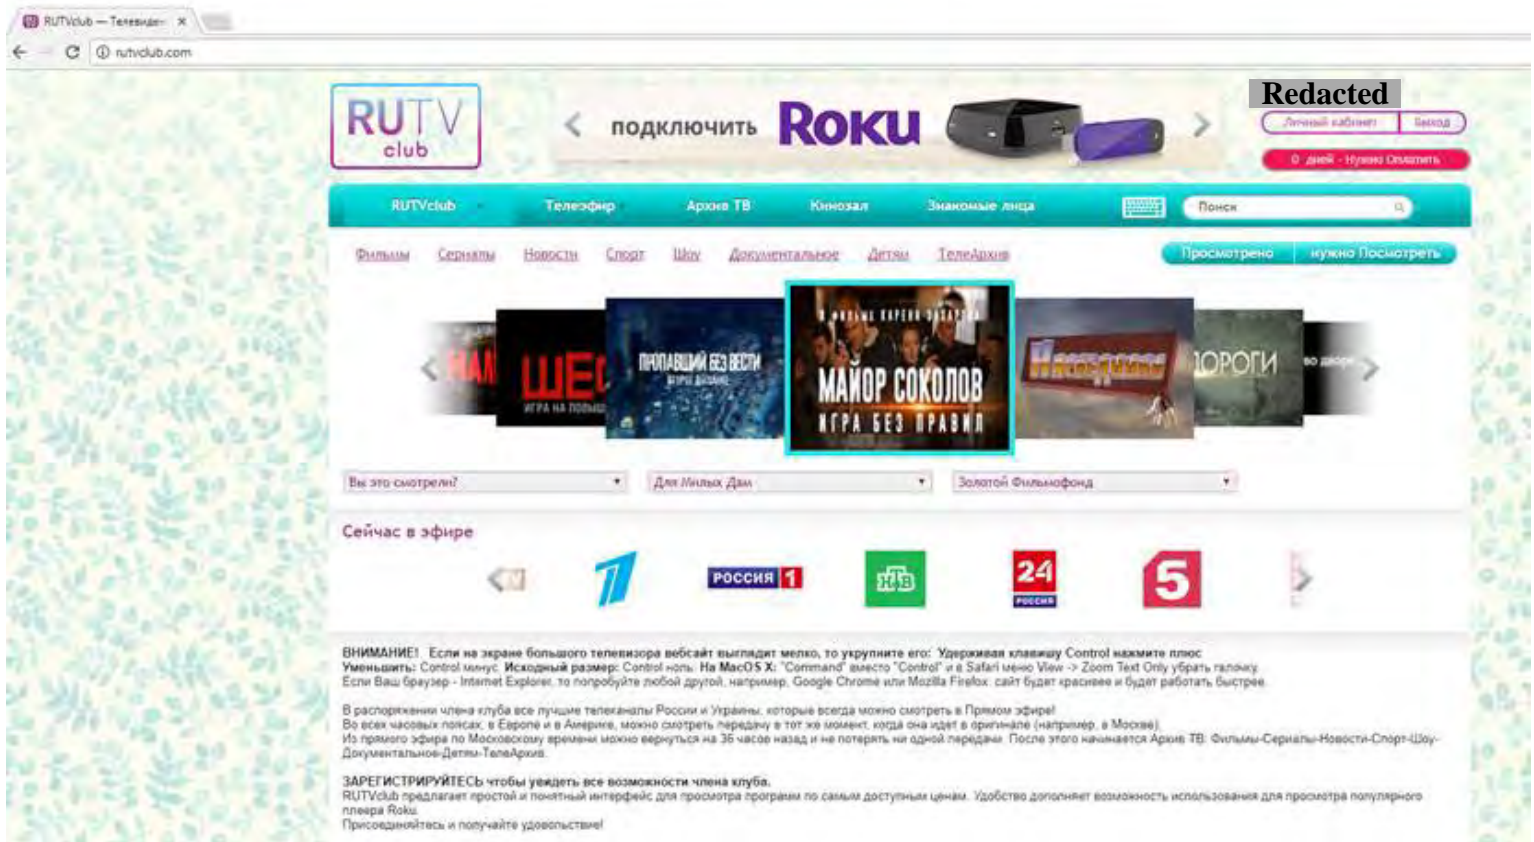 RUTVclub — Телевиде
rutvclub.com
RUTV
club
подключить Roku
Redacted
Личный кабинет Выход
0 дней - Нужно Оплатить
RUTVclub Телеэфир Архив ТВ Кинозал Знакомые лица Поиск
Фильмы Сериалы Новости Спорт Шоу Документальное Детям ТелеАрхив Просмотрено нужно Посмотреть
ПРОПАВШИЙ БЕЗ ВЕСТИ
ВТОРОЕ ДЫХАНИЕ
ШЕС
ИГРА НА ПОВЫШ
МАЙОР СОКОЛОВ
ИГРА БЕЗ ПРАВИЛ
ОРОГИ
Вы это смотрели? Для Милых Дам Золотой Фильмофонд
Сейчас в эфире
РОССИЯ 1
НТВ
24
РОССИЯ
5
ВНИМАНИЕ! Если на экране большого телевизора вебсайт выглядит мелко, то укрупните его: Удерживая клавишу Control нажмите плюс
Уменьшить: Control минус. Исходный размер: Control ноль. На MacOS X: "Command" вместо "Control" и в Safari меню View -> Zoom Text Only убрать галочку.
Если Ваш браузер - Internet Explorer, то попробуйте любой другой, например, Google Chrome или Mozilla Firefox: сайт будет красивее и будет работать быстрее.
В распоряжении члена клуба все лучшие телеканалы России и Украины, которые всегда можно смотреть в Прямом эфире!
Во всех часовых поясах, в Европе и в Америке, можно смотреть передачу в тот же момент, когда она идет в оригинале (например, в Москве).
Из прямого эфира по Московскому времени можно вернуться на 36 часов назад и не потерять ни одной передачи. После этого начинается Архив ТВ: Фильмы-Сериалы-Новости-Спорт-Шоу-
Документальное-Детям-ТелеАрхив.
ЗАРЕГИСТРИРУЙТЕСЬ чтобы увидеть все возможности члена клуба.
RUTVclub предлагает простой и понятный интерфейс для просмотра программ по самым доступным ценам. Удобство дополняет возможность использования для просмотра популярного
плеера Roku.
Присоединяйтесь и получайте удовольствие!